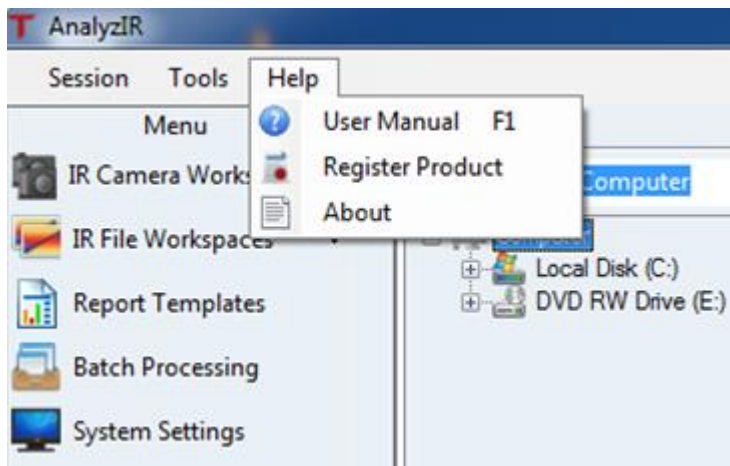 AnalyzIR
Session Tools Help
Menu
User Manual F1
IR Camera Works
Register Product
Computer
About
IR File Workspaces
Computer
Local Disk (C:)
Report Templates
DVD RW Drive (E:)
Batch Processing
System Settings